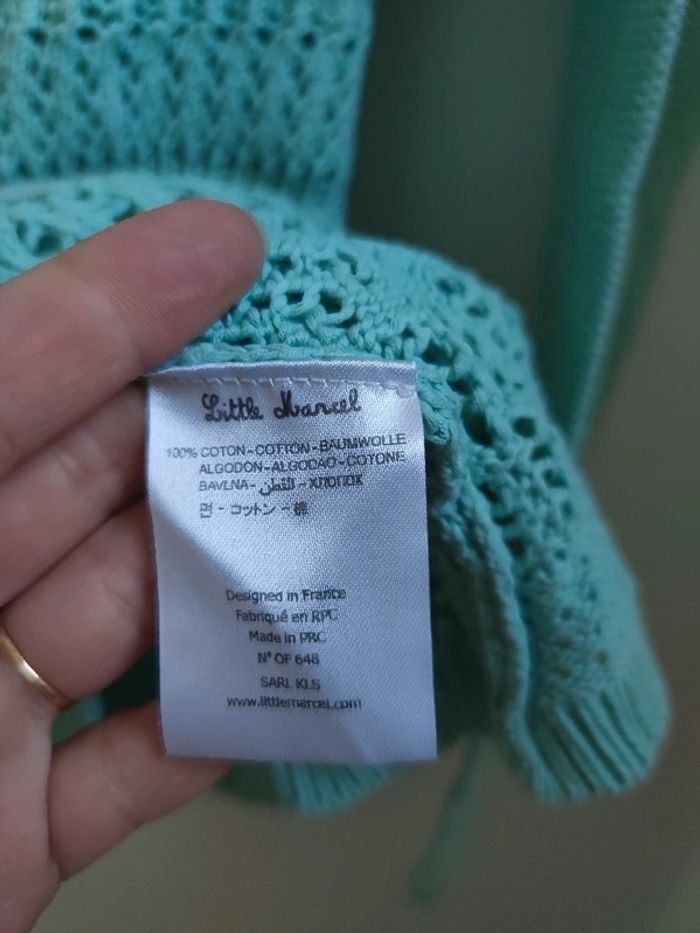 Little Marcel
100% COTON-COTTON-BAUMWOLLE
ALGODON-ALGODAO-COTONE
BAVLNA- القطن -ХЛОПОК
면 - コットン - 棉
Designed in France
Fabriqué en RPC
Made in PRC
N° OF 648
SARL KLS
www.littlemarcel.com